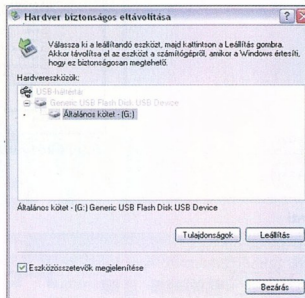 Hardver biztonságos eltávolítása
Válassza ki a leállítandó eszközt, majd kattintson a Leállítás gombra.
Akkor távolítsa el az eszközt a számítógépről, amikor a Windows értesíti,
hogy ez biztonságosan megtehető.
Hardvereszközök:
USB-háttértár
Generic USB Flash Disk USB Device
Általános kötet - (G:)
Általános kötet - (G:) Generic USB Flash Disk USB Device
Tulajdonságok
Leállítás
Eszközösszetevők megjelenítése
Bezárás